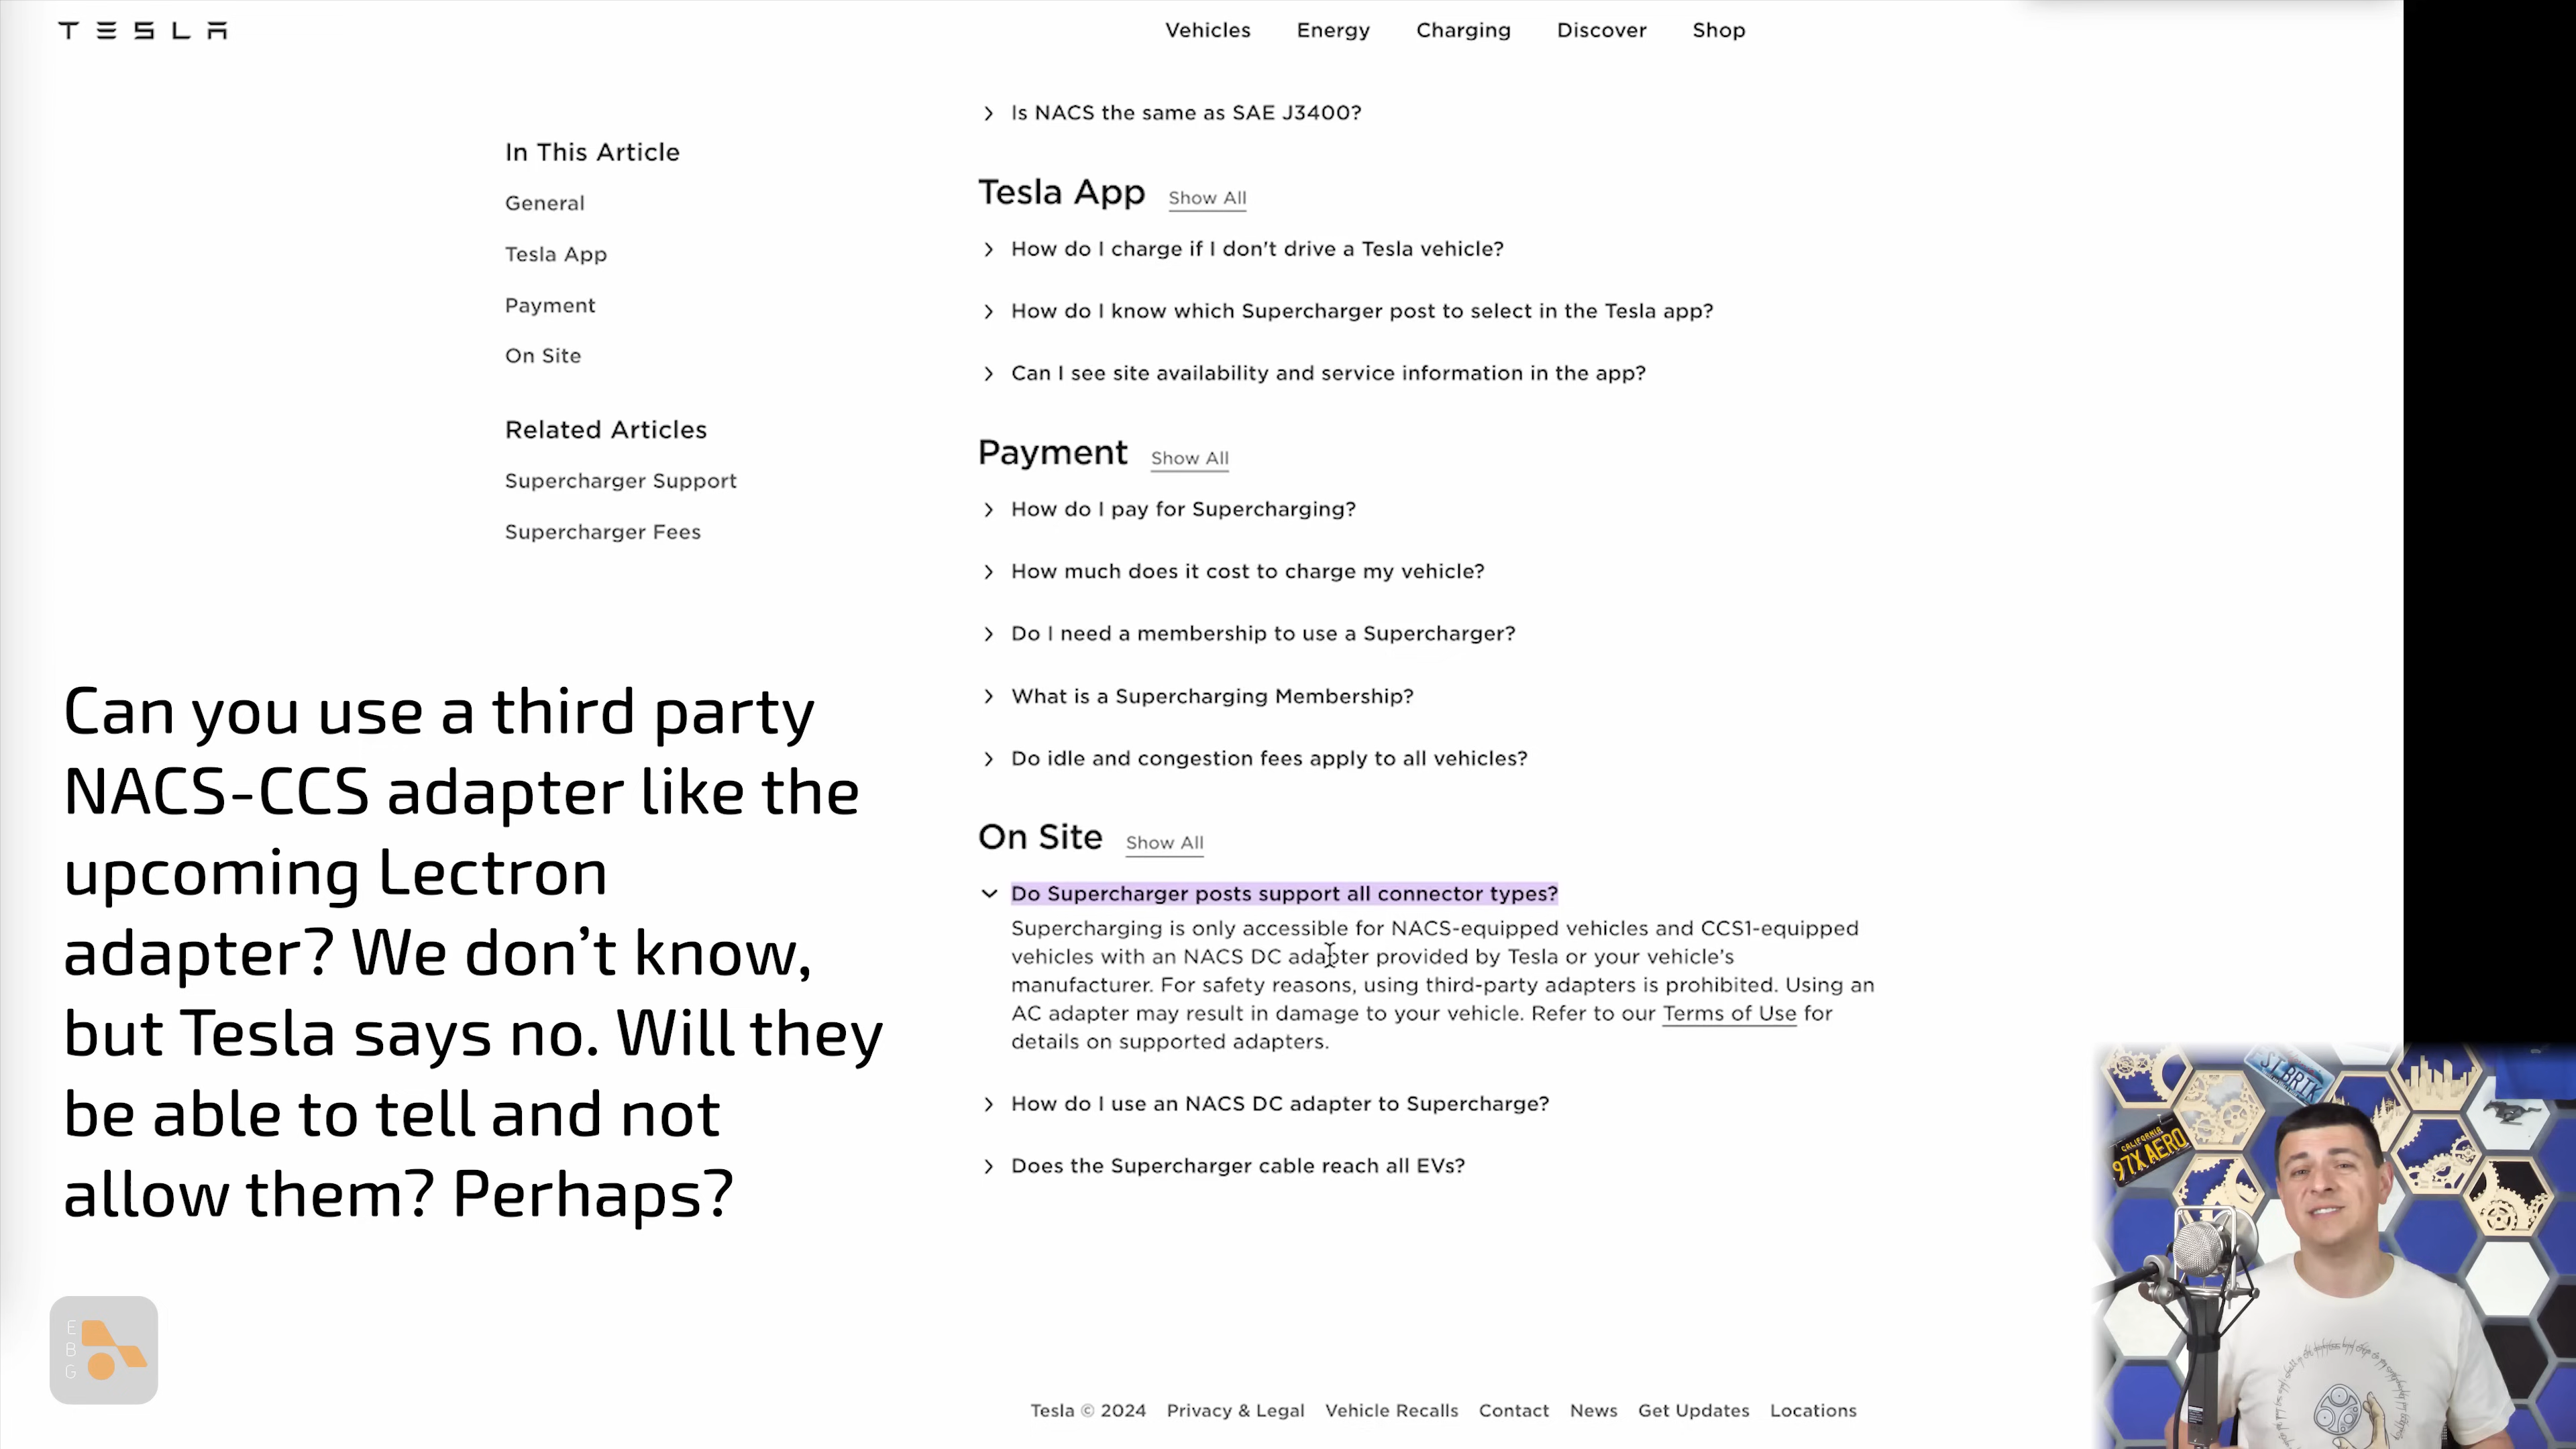 TESLA
Vehicles
Energy
Charging
Discover
Shop
In This Article
General
Tesla App
Payment
On Site
Related Articles
Supercharger Support
Supercharger Fees
Is NACS the same as SAE J3400?
Tesla App Show All
How do I charge if I don't drive a Tesla vehicle?
How do I know which Supercharger post to select in the Tesla app?
Can I see site availability and service information in the app?
Payment Show All
How do I pay for Supercharging?
How much does it cost to charge my vehicle?
Do I need a membership to use a Supercharger?
What is a Supercharging Membership?
Do idle and congestion fees apply to all vehicles?
On Site Show All
Do Supercharger posts support all connector types?
Supercharging is only accessible for NACS-equipped vehicles and CCS1-equipped
vehicles with an NACS DC adapter provided by Tesla or your vehicle's
manufacturer. For safety reasons, using third-party adapters is prohibited. Using an
AC adapter may result in damage to your vehicle. Refer to our Terms of Use for
details on supported adapters.
How do I use an NACS DC adapter to Supercharge?
Does the Supercharger cable reach all EVs?
Can you use a third party
NACS-CCS adapter like the
upcoming Lectron
adapter? We don’t know,
but Tesla says no. Will they
be able to tell and not
allow them? Perhaps?
E
B
G
CALIFORNIA
97XAERO
Tesla © 2024
Privacy & Legal
Vehicle Recalls
Contact
News
Get Updates
Locations